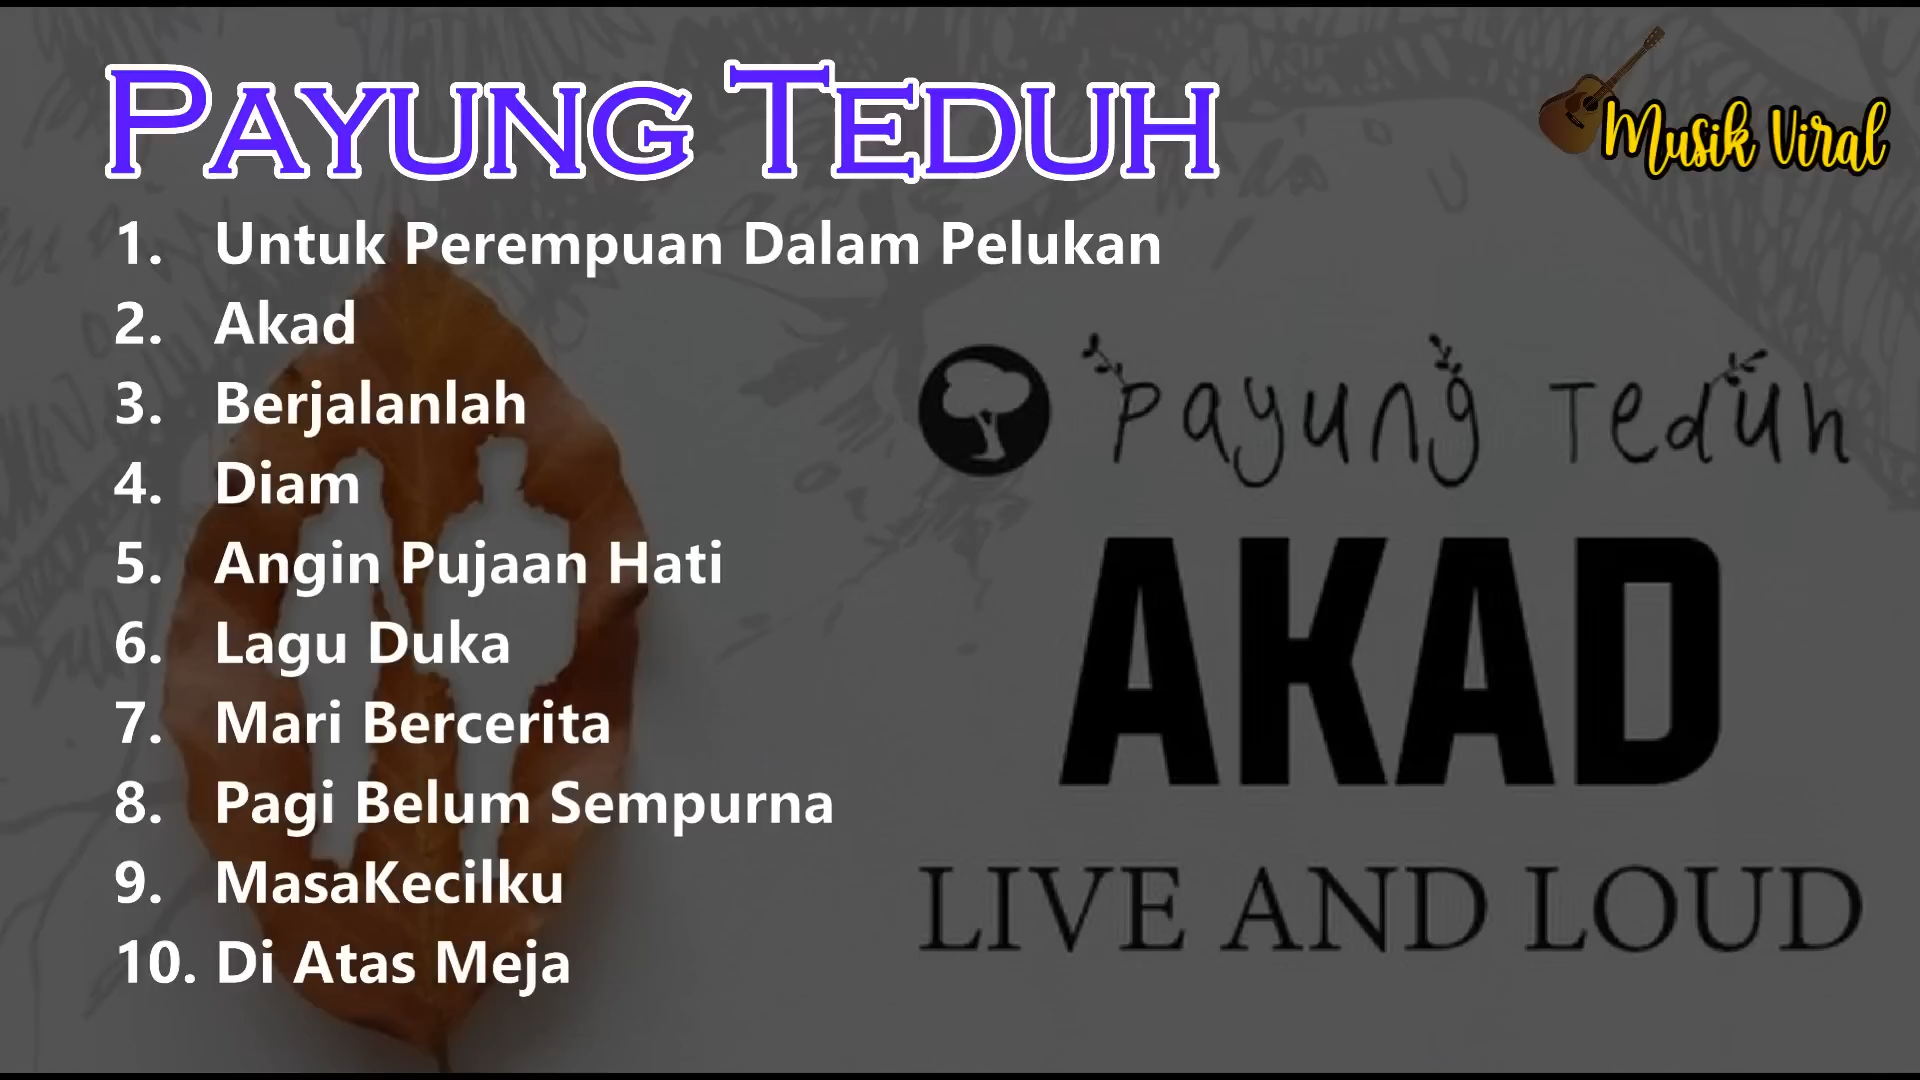 PAYUNG TEDUH
Musik Viral
1. Untuk Perempuan Dalam Pelukan
2. Akad
3. Berjalanlah
4. Diam
5. Angin Pujaan Hati
6. Lagu Duka
7. Mari Bercerita
8. Pagi Belum Sempurna
9. MasaKecilku
10. Di Atas Meja
Payung Teduh
AKAD
LIVE AND LOUD